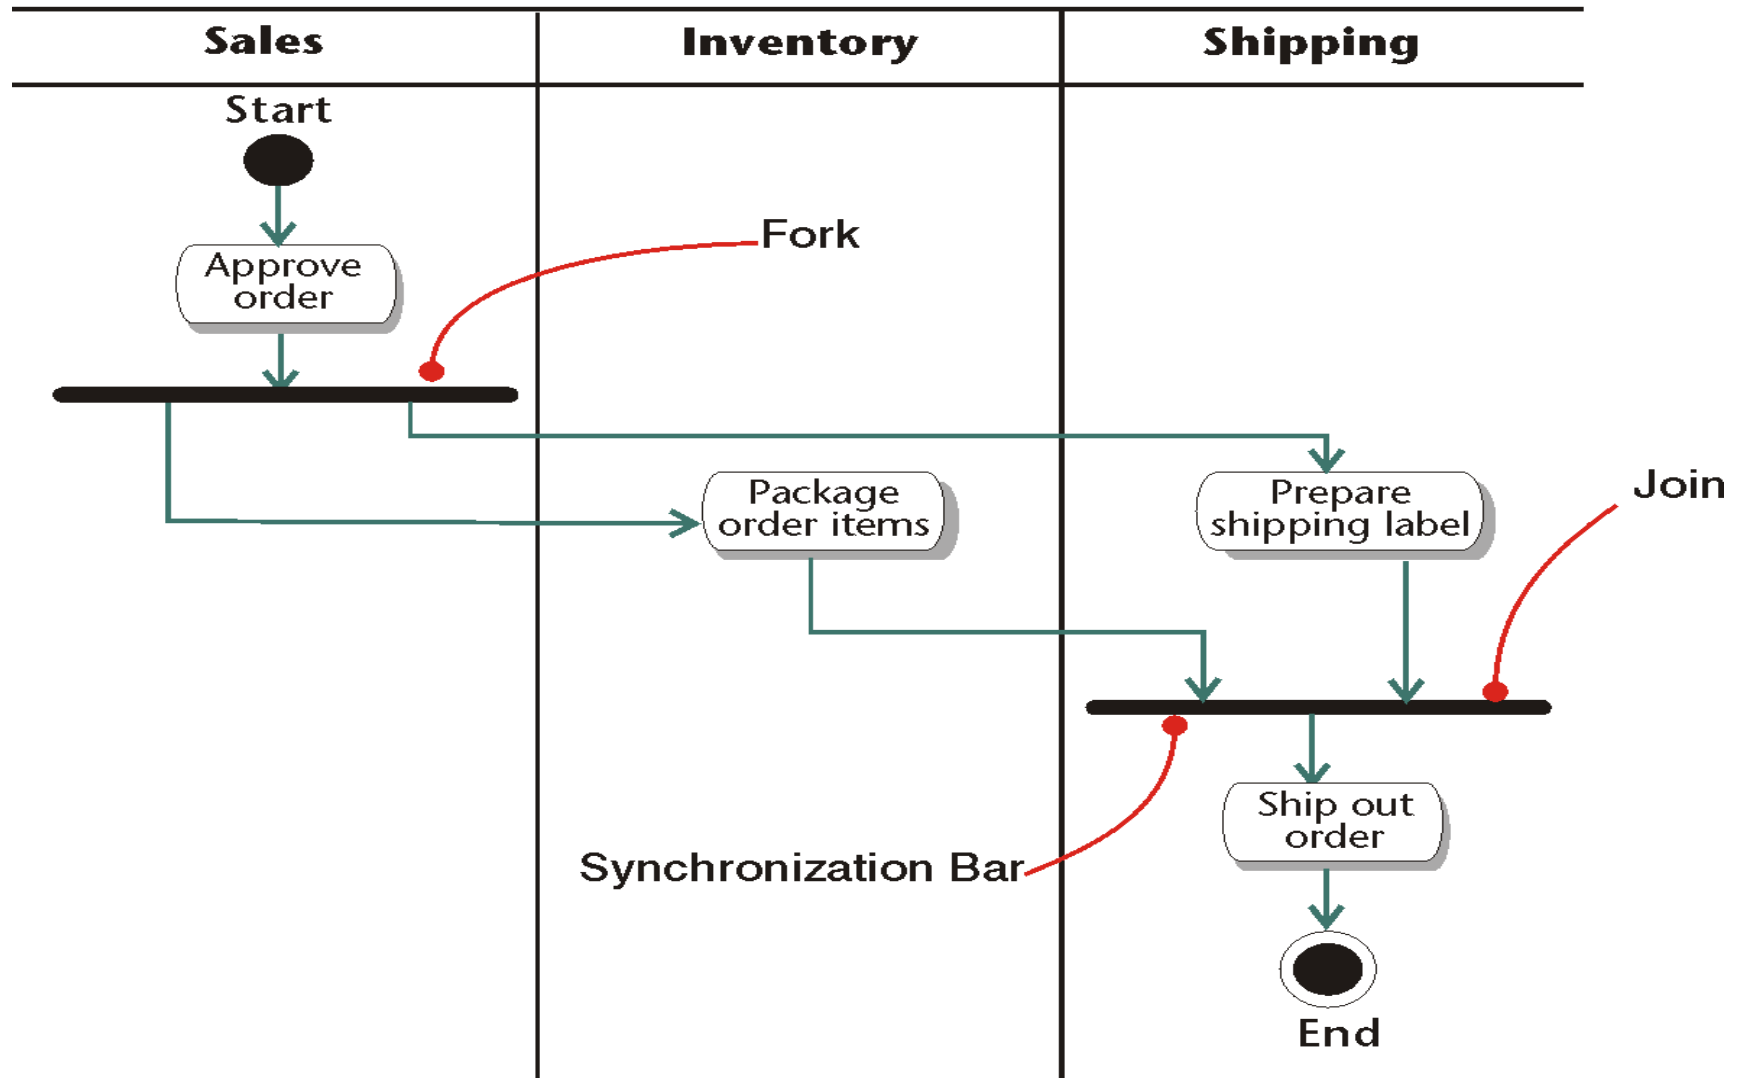 Sales
Inventory
Shipping
Start
Fork
Approve
order
Package
order items
Prepare
shipping label
Join
Ship out
order
Synchronization Bar
End